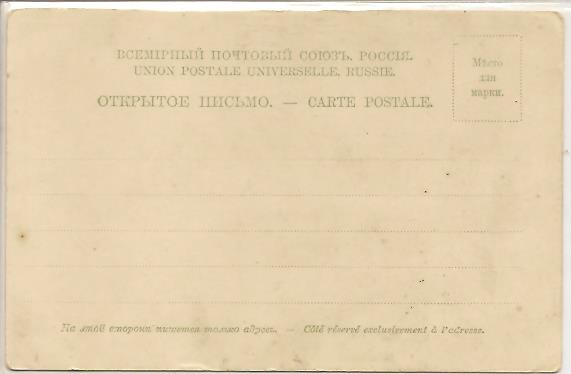 ВСЕМІРНЫЙ ПОЧТОВЫЙ СОЮЗЪ. РОССІЯ.
UNION POSTALE UNIVERSELLE. RUSSIE.
ОТКРЫТОЕ ПИСЬМО. — CARTE POSTALE.
Мѣсто
для
марки.
На этой сторонѣ пишется только адресъ. — Côté réservé exclusivement à l'adresse.